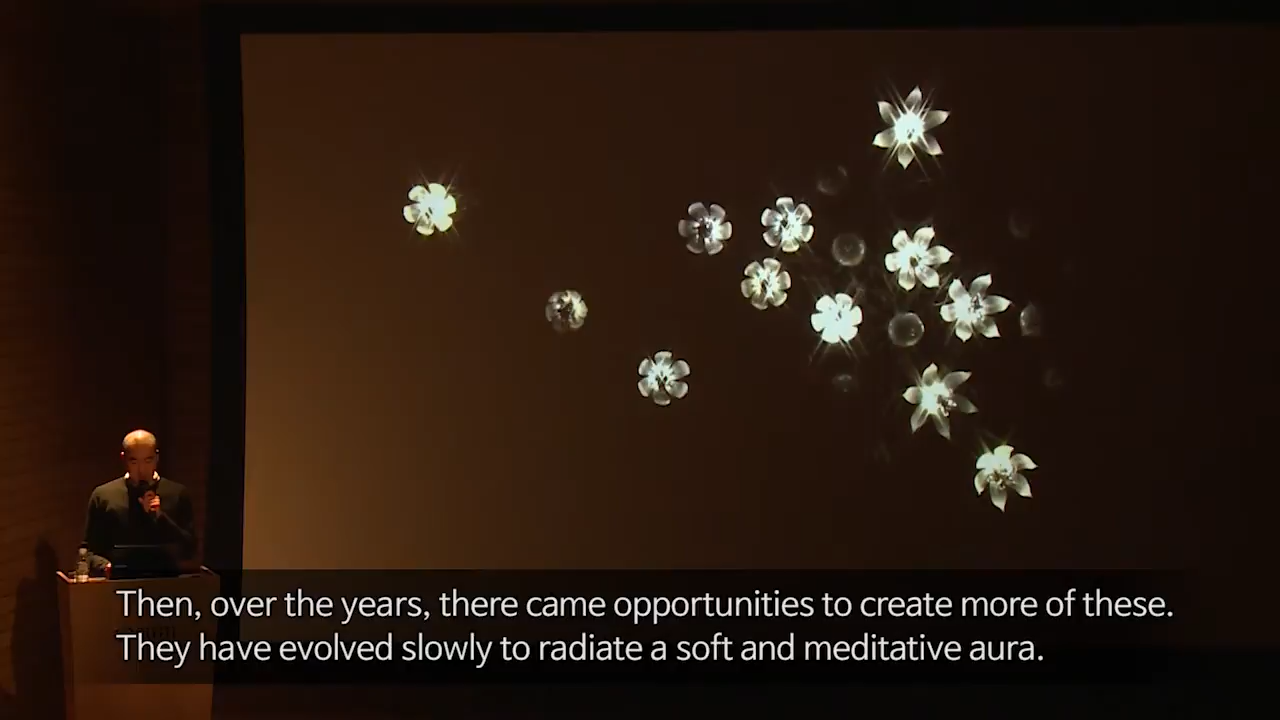 Then, over the years, there came opportunities to create more of these.
They have evolved slowly to radiate a soft and meditative aura.